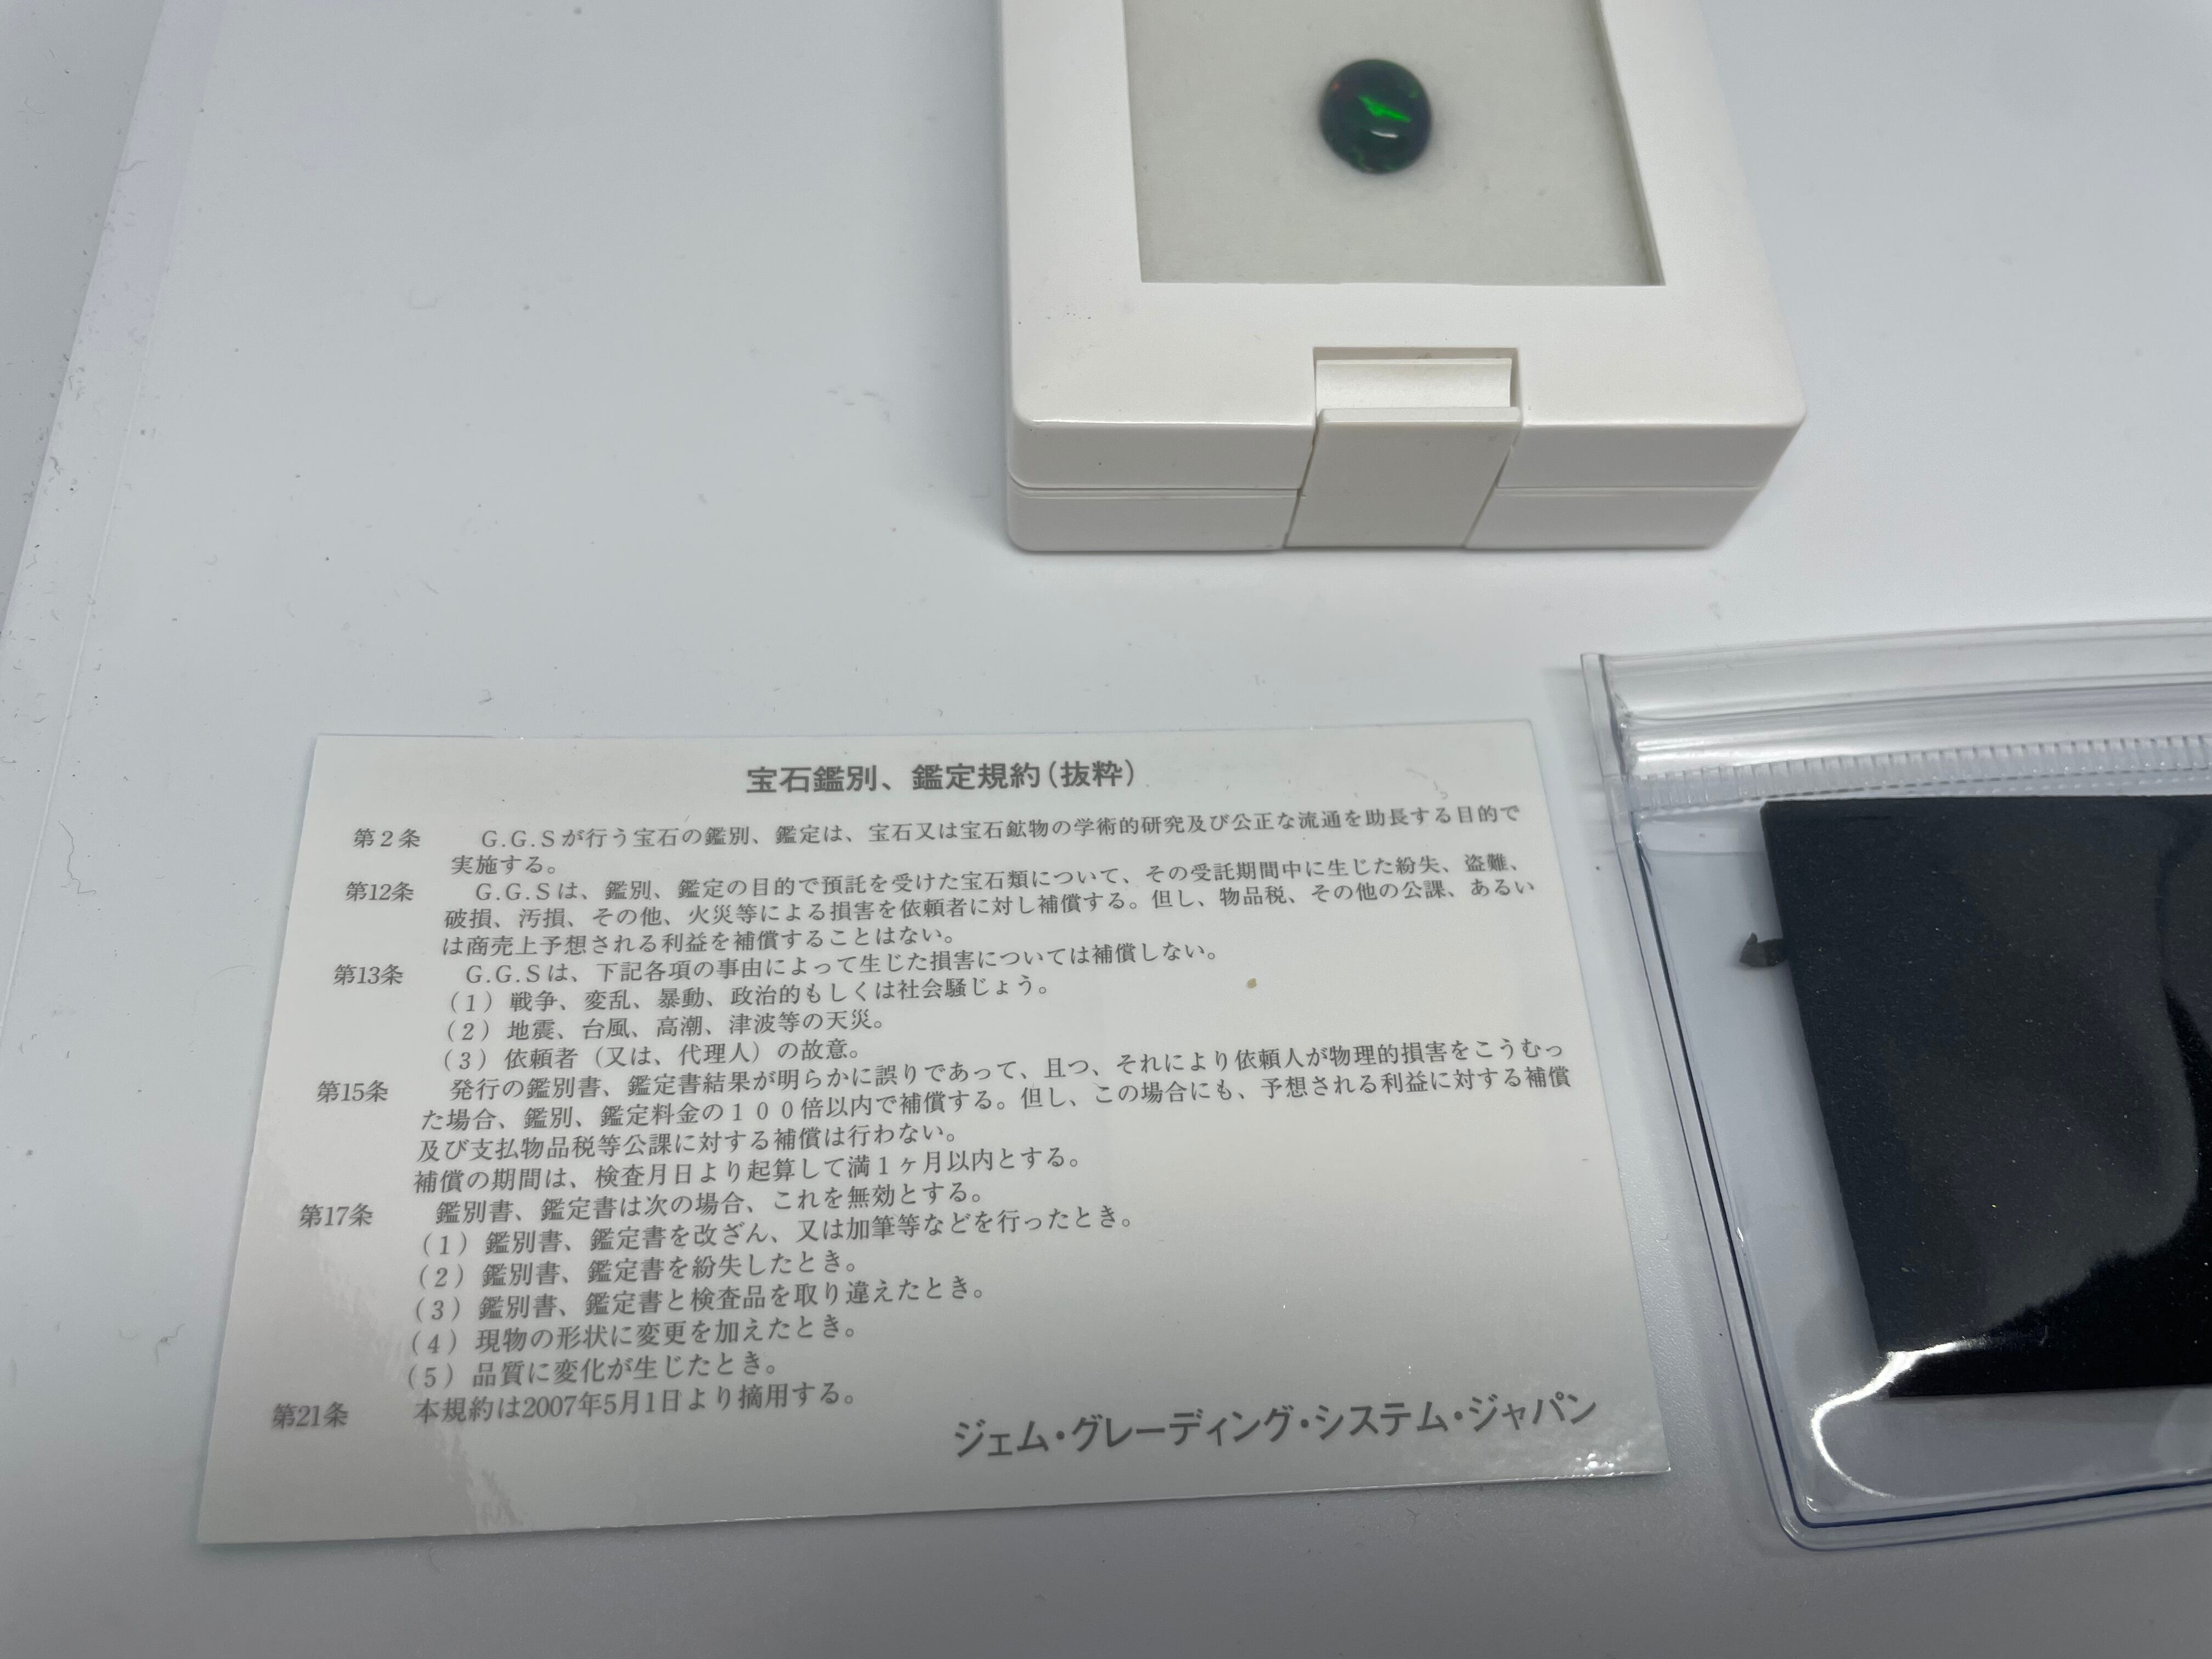 宝石鑑別、鑑定規約(抜粋)
第2条 G.G.Sが行う宝石の鑑別、鑑定は、宝石又は宝石鉱物の学術的研究及び公正な流通を助長する目的で
実施する。
第12条 G.G.Sは、鑑別、鑑定の目的で預託を受けた宝石類について、その受託期間中に生じた紛失、盗難、
破損、汚損、その他、火災等による損害を依頼者に対し補償する。但し、物品税、その他の公課、あるい
は商売上予想される利益を補償することはない。
第13条 G.G.Sは、下記各項の事由によって生じた損害については補償しない。
(1)戦争、変乱、暴動、政治的もしくは社会騒じょう。
(2)地震、台風、高潮、津波等の天災。
(3)依頼者(又は、代理人)の故意。
第15条 発行の鑑別書、鑑定書結果が明らかに誤りであって、且つ、それにより依頼人が物理的損害をこうむっ
た場合、鑑別、鑑定料金の100倍以内で補償する。但し、この場合にも、予想される利益に対する補償
及び支払物品税等公課に対する補償は行わない。
補償の期間は、検査月日より起算して満1ヶ月以内とする。
第17条 鑑別書、鑑定書は次の場合、これを無効とする。
(1)鑑別書、鑑定書を改ざん、又は加筆等などを行ったとき。
(2)鑑別書、鑑定書を紛失したとき。
(3)鑑別書、鑑定書と検査品を取り違えたとき。
(4)現物の形状に変更を加えたとき。
(5)品質に変化が生じたとき。
第21条 本規約は2007年5月1日より摘用する。
ジェム・グレーディング・システム・ジャパン